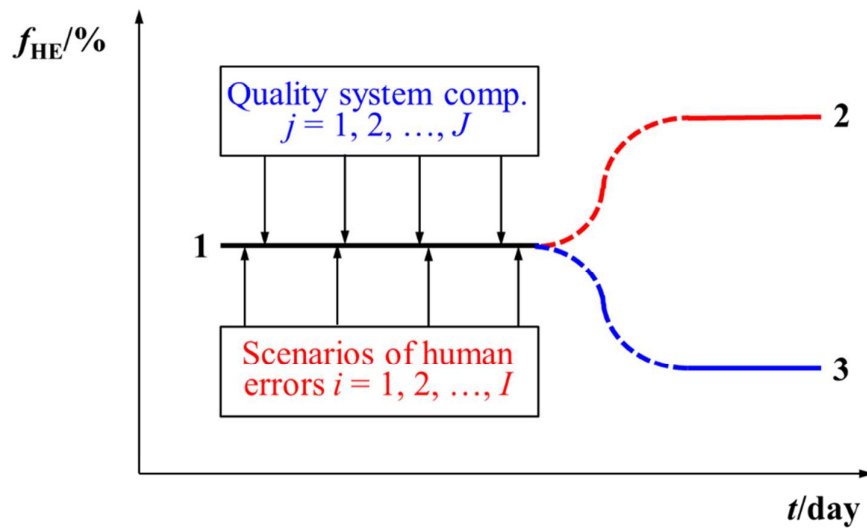 f_HE/%
Quality system comp.
j = 1, 2, …, J
2
1
Scenarios of human
errors i = 1, 2, …, I
3
t/day